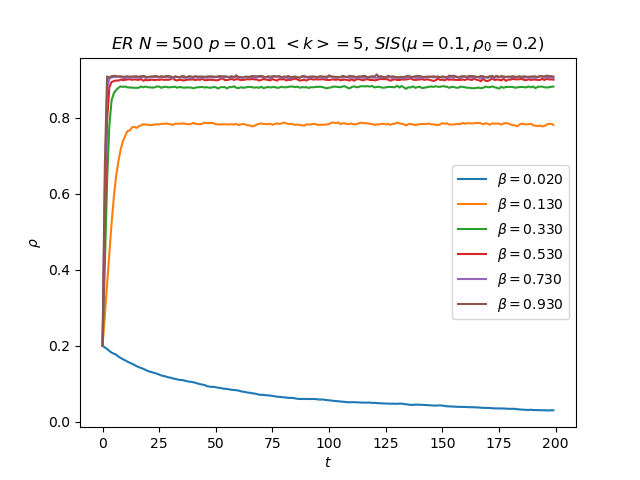 ER N = 500 p = 0.01 < k >= 5, SIS(μ = 0.1, ρ₀ = 0.2)
0.8
0.6
0.4
0.2
0.0
ρ
β = 0.020
β = 0.130
β = 0.330
β = 0.530
β = 0.730
β = 0.930
0 25 50 75 100 125 150 175 200
t